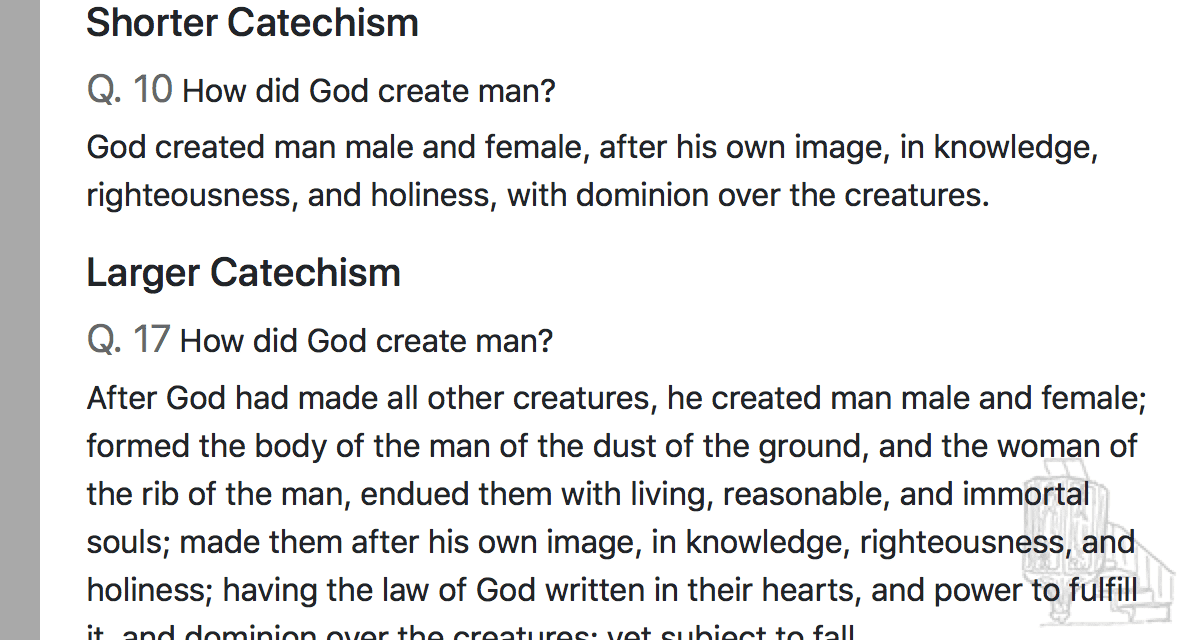 Shorter Catechism
Q. 10 How did God create man?
God created man male and female, after his own image, in knowledge,
righteousness, and holiness, with dominion over the creatures.
Larger Catechism
Q. 17 How did God create man?
After God had made all other creatures, he created man male and female;
formed the body of the man of the dust of the ground, and the woman of
the rib of the man, endued them with living, reasonable, and immortal
souls; made them after his own image, in knowledge, righteousness, and
holiness; having the law of God written in their hearts, and power to fulfill
it, and dominion over the creatures; yet subject to fall.